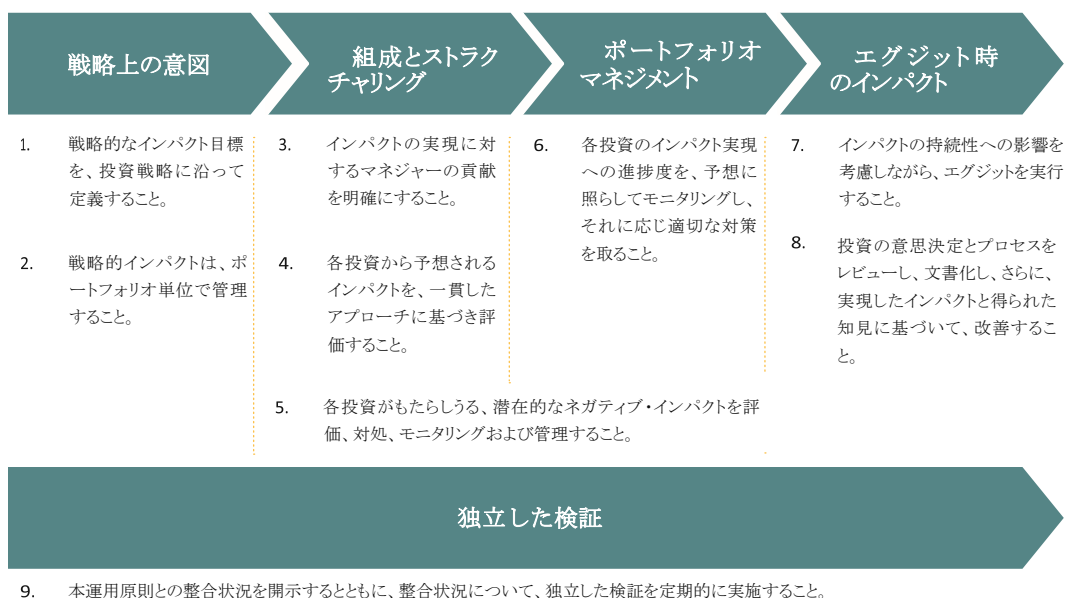 戦略上の意図
組成とストラク
チャリング
ポートフォリオ
マネジメント
エグジット時
のインパクト
1. 戦略的なインパクト目標
を、投資戦略に沿って
定義すること。
2. 戦略的インパクトは、ポ
ートフォリオ単位で管理
すること。
3. インパクトの実現に対
するマネジャーの貢献
を明確にすること。
4. 各投資から予想される
インパクトを、一貫した
アプローチに基づき評
価すること。
6. 各投資のインパクト実現
への進捗度を、予想に
照らしてモニタリングし、
それに応じ適切な対策
を取ること。
7. インパクトの持続性への影響を
考慮しながら、エグジットを実行
すること。
8. 投資の意思決定とプロセスを
レビューし、文書化し、さらに、
実現したインパクトと得られた
知見に基づいて、改善するこ
と。
5. 各投資がもたらしうる、潜在的なネガティブ・インパクトを評
価、対処、モニタリングおよび管理すること。
独立した検証
9. 本運用原則との整合状況を開示するとともに、整合状況について、独立した検証を定期的に実施すること。